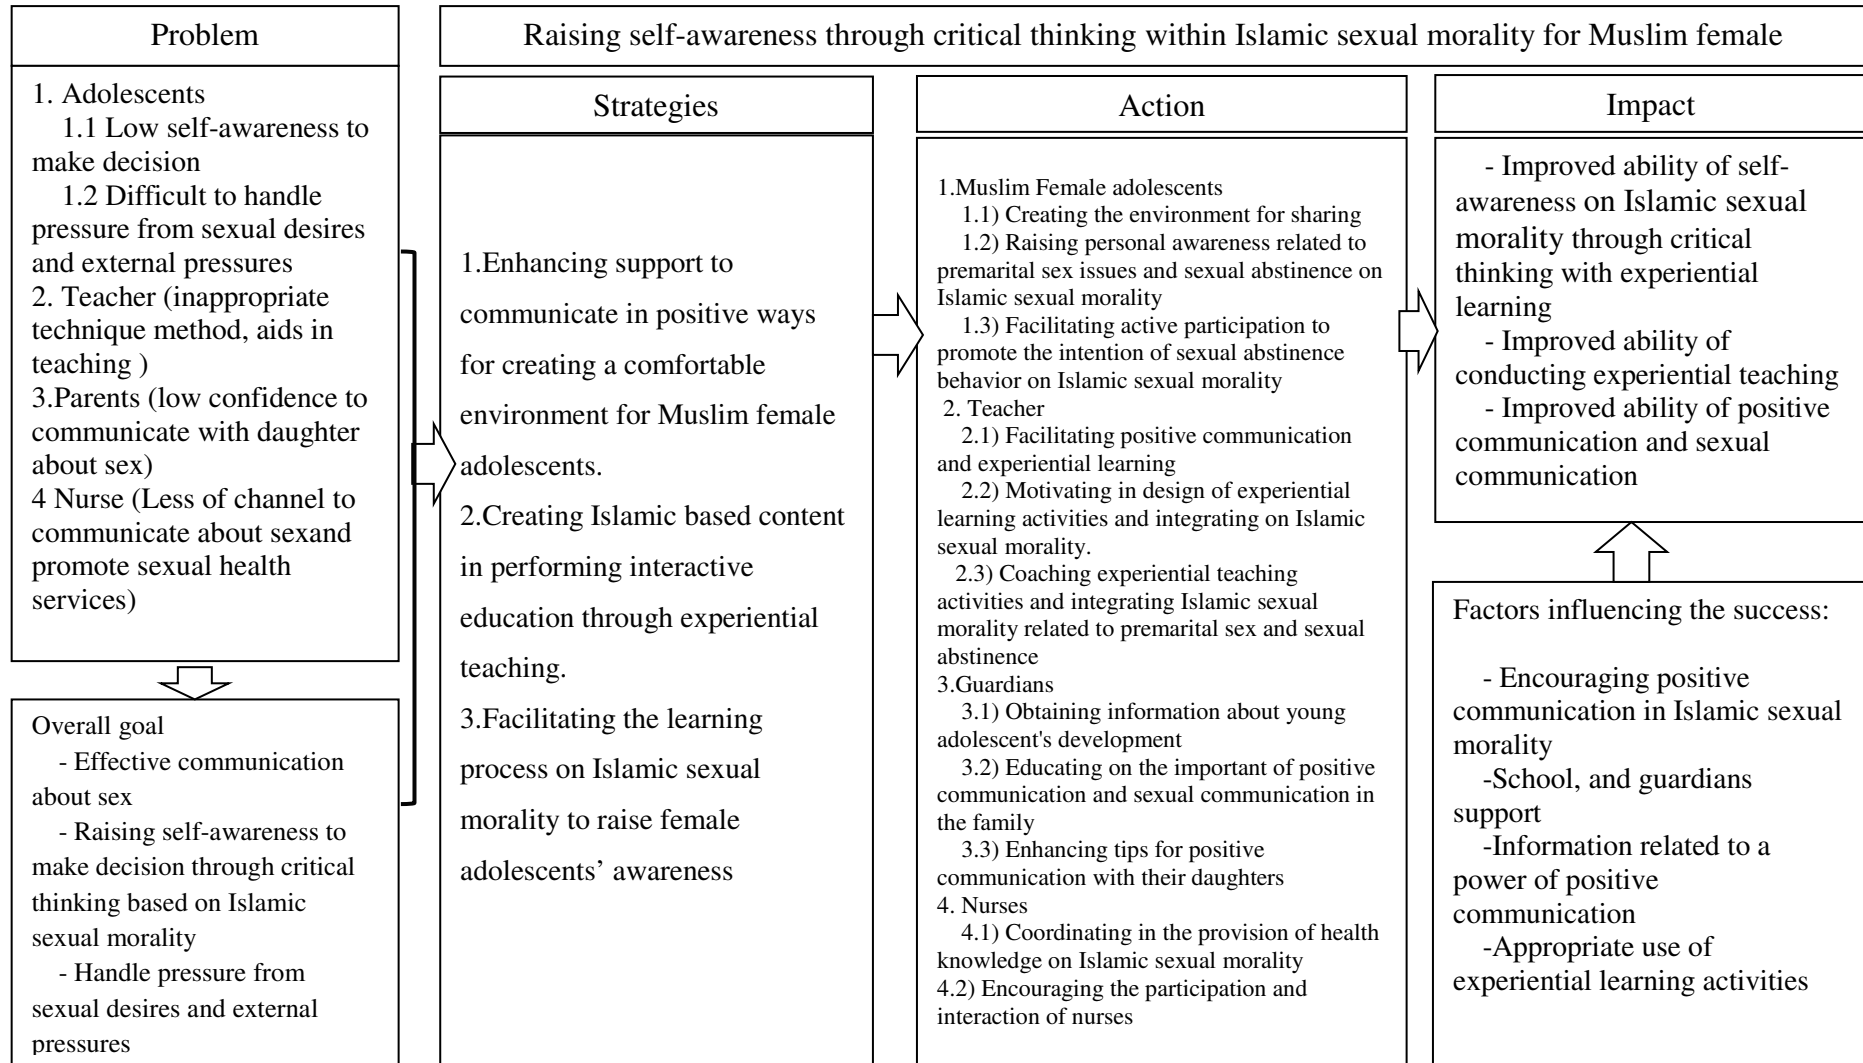 Problem
1. Adolescents
1.1 Low self-awareness to
make decision
1.2 Difficult to handle
pressure from sexual desires
and external pressures
2. Teacher (inappropriate
technique method, aids in
teaching )
3.Parents (low confidence to
communicate with daughter
about sex)
4 Nurse (Less of channel to
communicate about sexand
promote sexual health
services)
Overall goal
- Effective communication
about sex
- Raising self-awareness to
make decision through critical
thinking based on Islamic
sexual morality
- Handle pressure from
sexual desires and external
pressures
Raising self-awareness through critical thinking within Islamic sexual morality for Muslim female
Strategies
1.Enhancing support to
communicate in positive ways
for creating a comfortable
environment for Muslim female
adolescents.
2.Creating Islamic based content
in performing interactive
education through experiential
teaching.
3.Facilitating the learning
process on Islamic sexual
morality to raise female
adolescents’ awareness
Action
1.Muslim Female adolescents
1.1) Creating the environment for sharing
1.2) Raising personal awareness related to
premarital sex issues and sexual abstinence on
Islamic sexual morality
1.3) Facilitating active participation to
promote the intention of sexual abstinence
behavior on Islamic sexual morality
2. Teacher
2.1) Facilitating positive communication
and experiential learning
2.2) Motivating in design of experiential
learning activities and integrating on Islamic
sexual morality.
2.3) Coaching experiential teaching
activities and integrating Islamic sexual
morality related to premarital sex and sexual
abstinence
3.Guardians
3.1) Obtaining information about young
adolescent's development
3.2) Educating on the important of positive
communication and sexual communication in
the family
3.3) Enhancing tips for positive
communication with their daughters
4. Nurses
4.1) Coordinating in the provision of health
knowledge on Islamic sexual morality
4.2) Encouraging the participation and
interaction of nurses
Impact
- Improved ability of self-
awareness on Islamic sexual
morality through critical
thinking with experiential
learning
- Improved ability of
conducting experiential teaching
- Improved ability of positive
communication and sexual
communication
Factors influencing the success:
- Encouraging positive
communication in Islamic sexual
morality
-School, and guardians
support
-Information related to a
power of positive
communication
-Appropriate use of
experiential learning activities